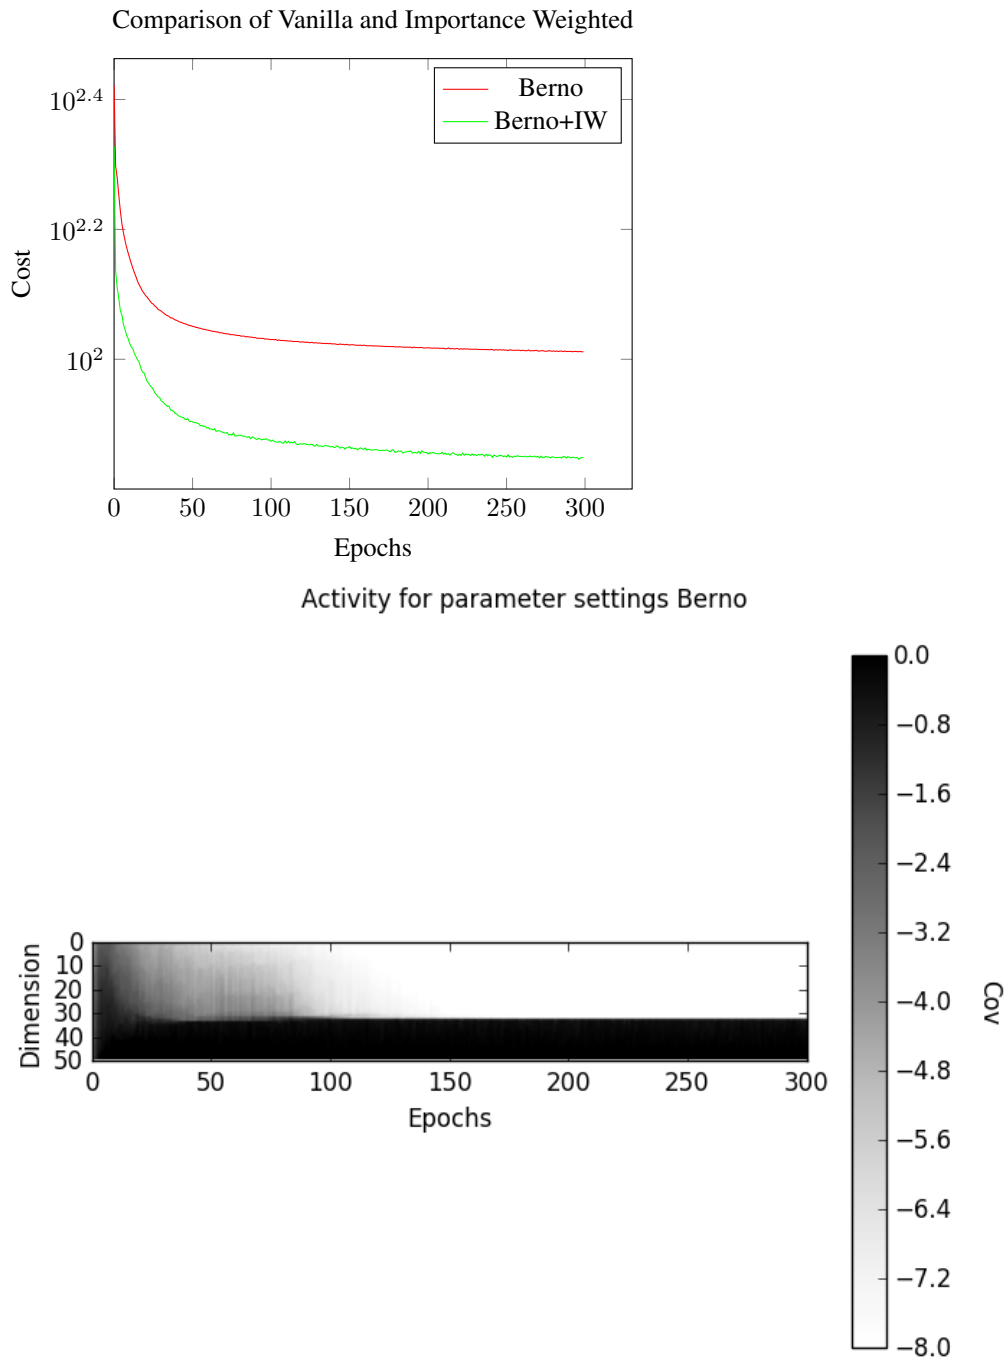 Comparison of Vanilla and Importance Weighted
10^2.4
10^2.2
10^2
Cost
Berno
Berno+IW
0 50 100 150 200 250 300
Epochs
Activity for parameter settings Berno
0
10
20
30
40
50
Dimension
0 50 100 150 200 250 300
Epochs
0.0
−0.8
−1.6
−2.4
−3.2
−4.0
−4.8
−5.6
−6.4
−7.2
−8.0
Cov